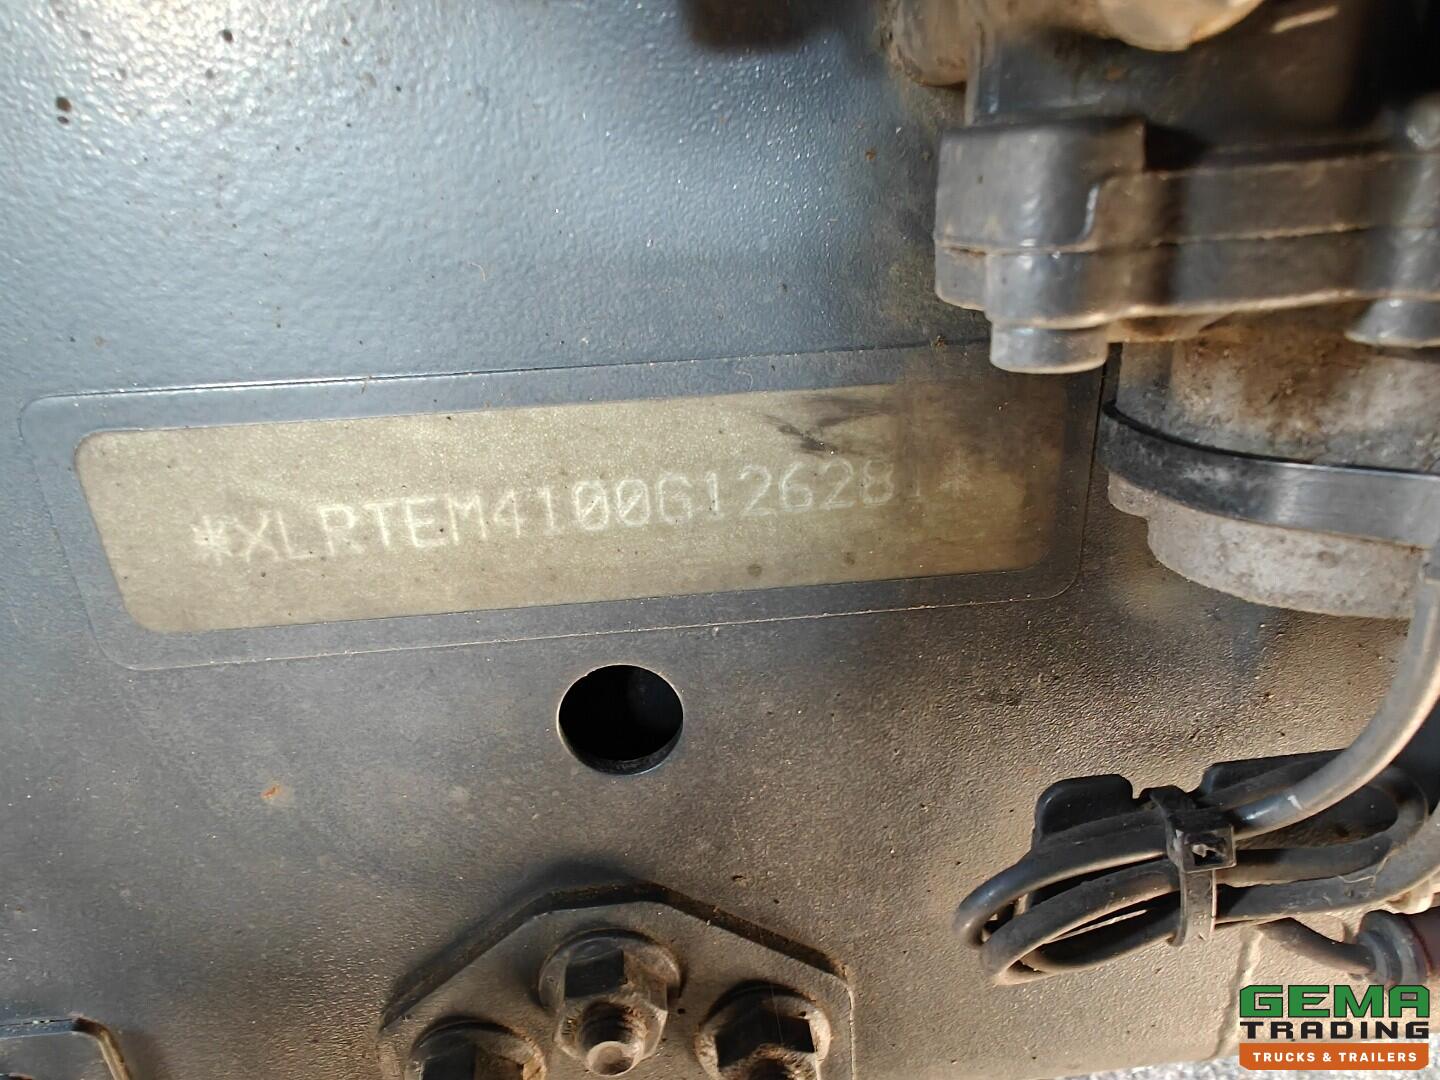 *XLRTEM4100G126281*
GEMA
TRADING
TRUCKS & TRAILERS